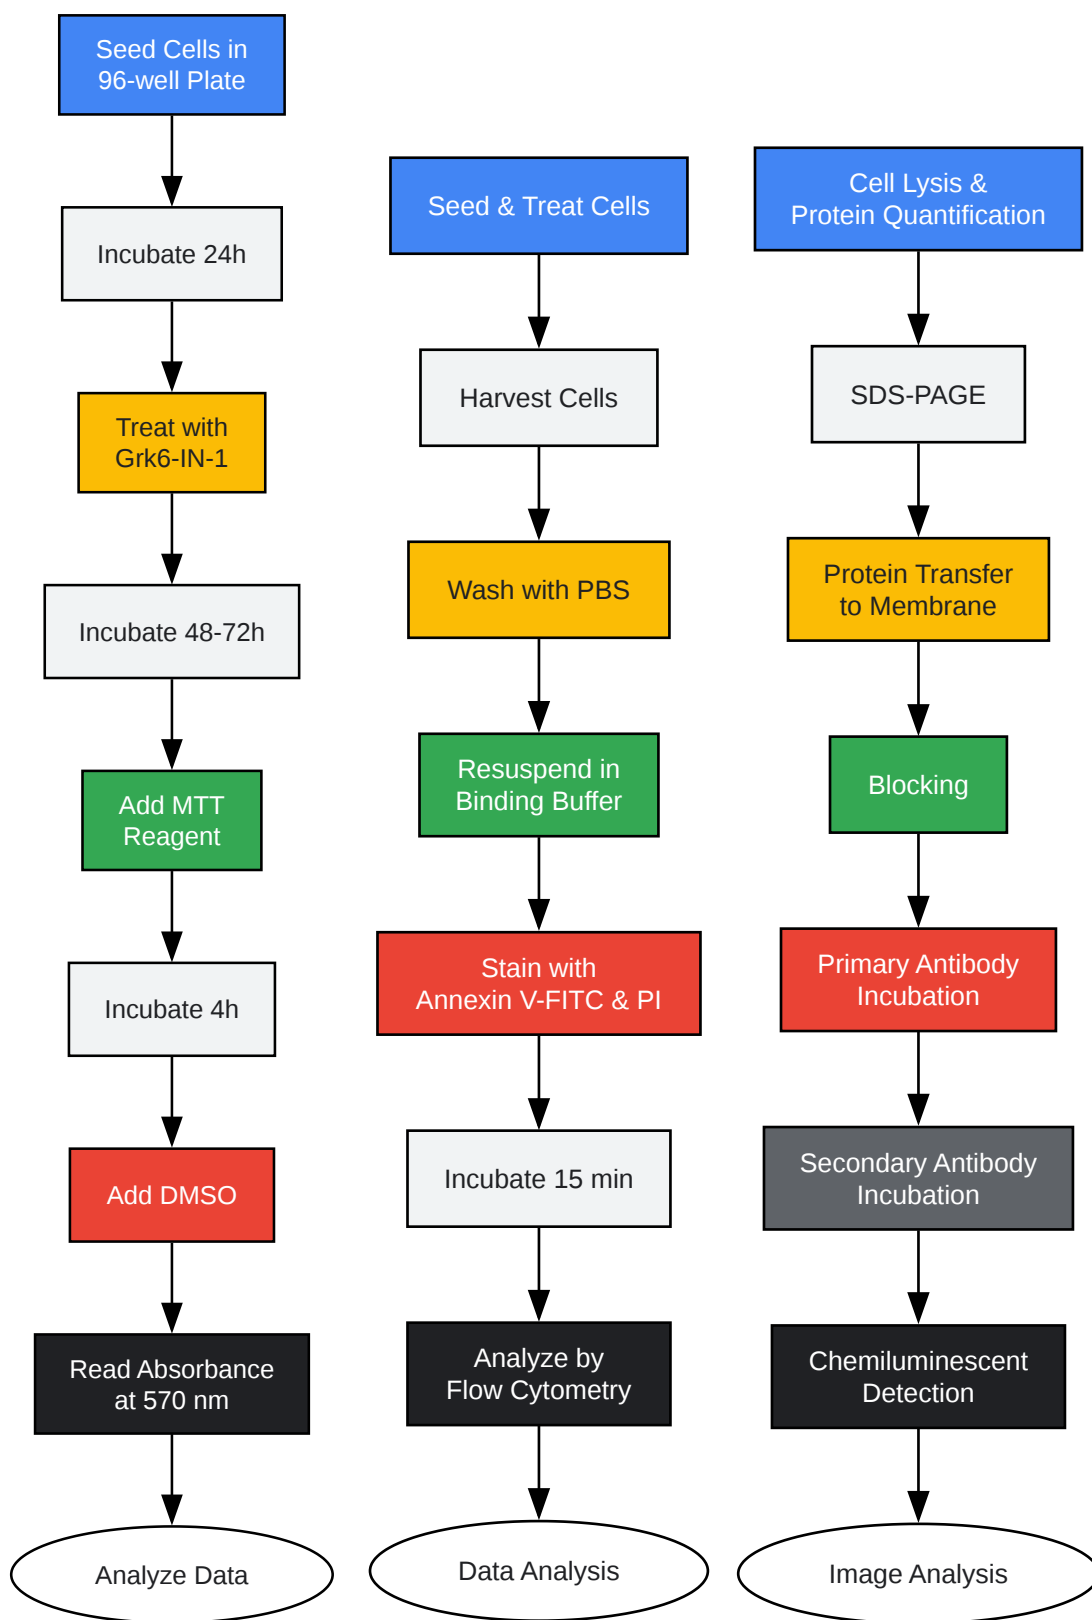 Seed Cells in
96-well Plate
Incubate 24h
Treat with
Grk6-IN-1
Incubate 48-72h
Add MTT
Reagent
Incubate 4h
Add DMSO
Read Absorbance
at 570 nm
Analyze Data
Seed & Treat Cells
Harvest Cells
Wash with PBS
Resuspend in
Binding Buffer
Stain with
Annexin V-FITC & PI
Incubate 15 min
Analyze by
Flow Cytometry
Data Analysis
Cell Lysis &
Protein Quantification
SDS-PAGE
Protein Transfer
to Membrane
Blocking
Primary Antibody
Incubation
Secondary Antibody
Incubation
Chemiluminescent
Detection
Image Analysis